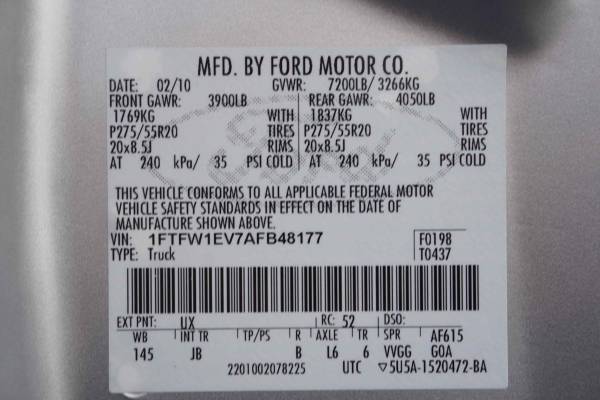 MFD. BY FORD MOTOR CO.
DATE: 02/10 GVWR: 7200LB/ 3266KG
FRONT GAWR: 3900LB REAR GAWR: 4050LB
1769KG WITH 1837KG WITH
P275/55R20 TIRES P275/55R20 TIRES
20x8.5J RIMS 20x8.5J RIMS
AT 240 kPa/ 35 PSI COLD AT 240 kPa/ 35 PSI COLD
THIS VEHICLE CONFORMS TO ALL APPLICABLE FEDERAL MOTOR
VEHICLE SAFETY STANDARDS IN EFFECT ON THE DATE OF
MANUFACTURE SHOWN ABOVE.
VIN: 1FTFW1EV7AFB48177 F0198
TYPE: Truck T0437
EXT PNT: UX RC: 52 DSO:
WB INT TR TP/PS R AXLE TR SPR AF615
145 JB B L6 6 VVGG GOA
2201002078225 UTC ▽5U5A-1520472-BA